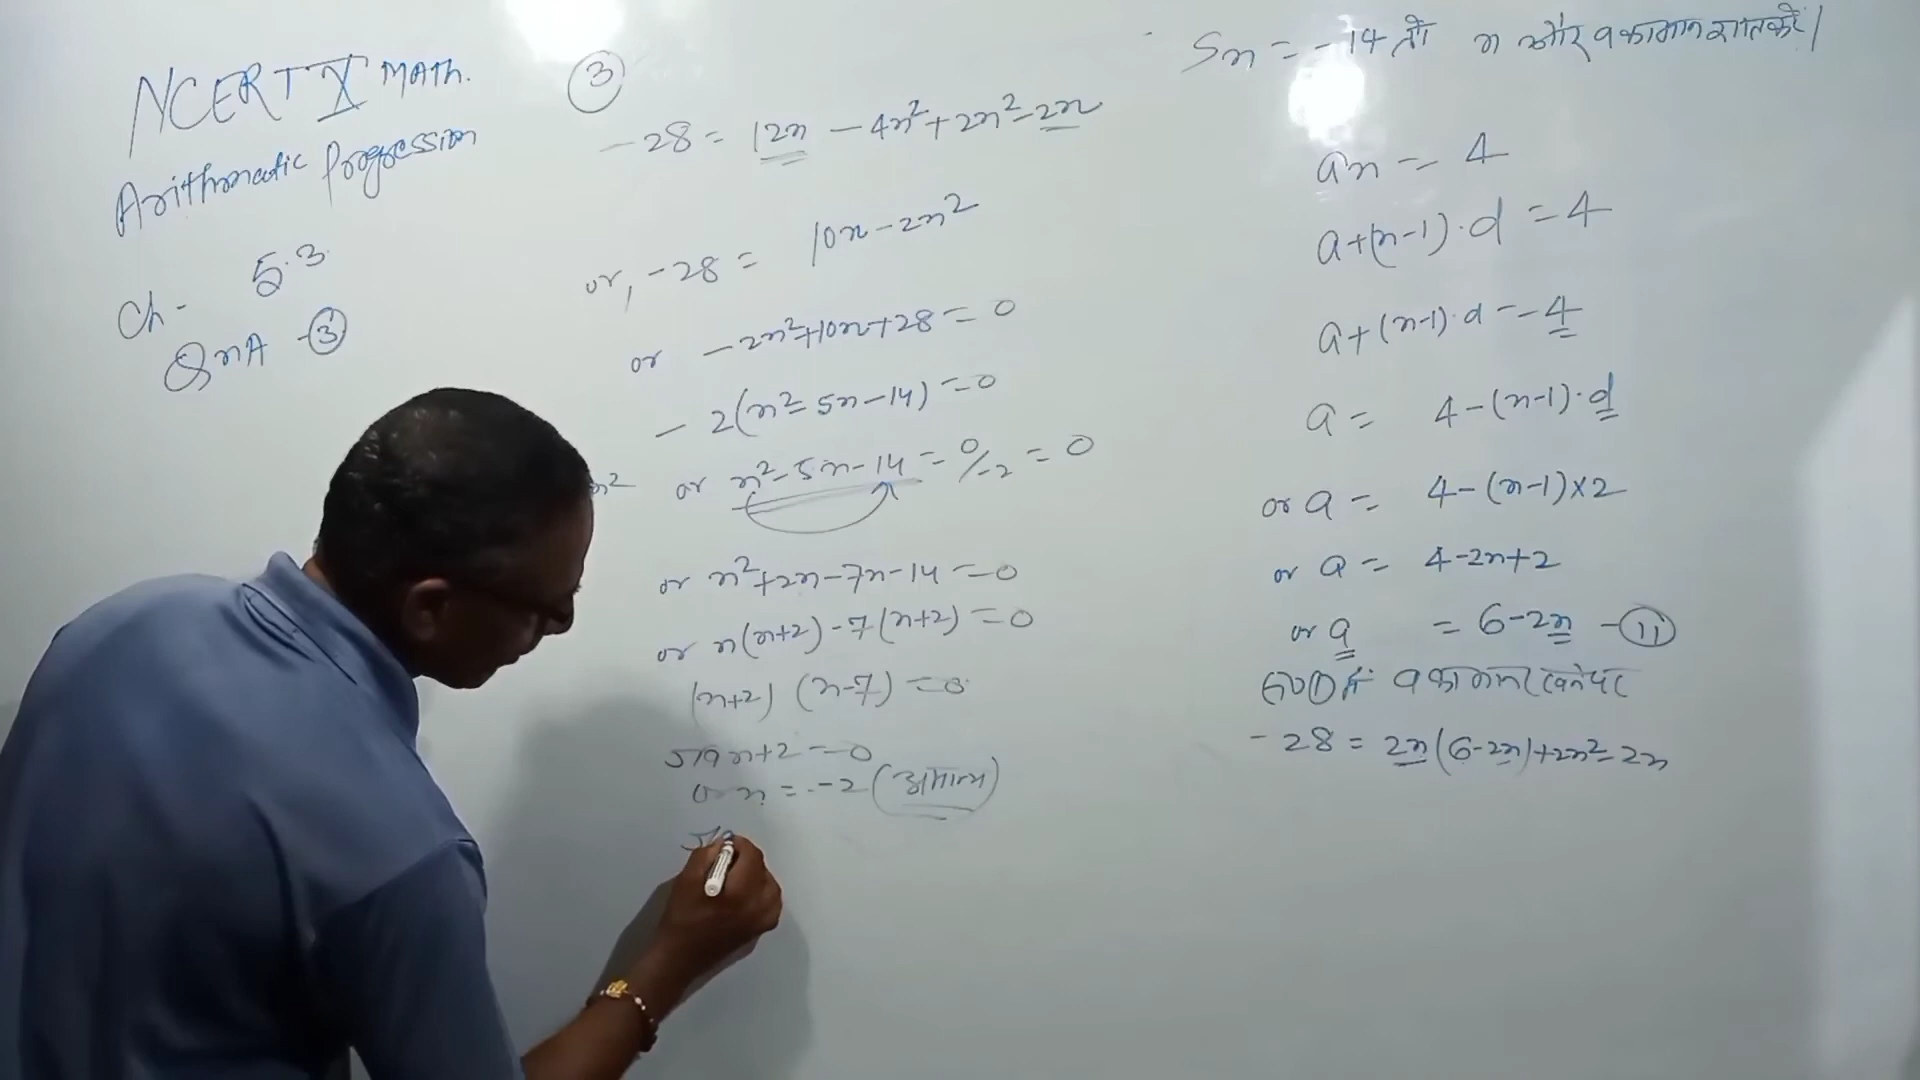 NCERT X MATH.
Arithmatic Progression
Ch- 5.3
QnA -3
3
-28 = 12n - 4n²+2n²-2n
or, -28 = 10n-2n²
or -2n²+10n+28=0
-2(n²-5n-14)=0
n²
or n²-5n-14=0/-2=0
or n²+2n-7n-14=0
or n(n+2)-7(n+2)=0
(n+2) (n-7)=0
n+2=0
or n = -2 (अमान्य)
Sn = -14 तो n और a का मान ज्ञात करें।
an = 4
a+(n-1).d = 4
a+(n-1).d = 4
a = 4-(n-1).d
or a = 4-(n-1)×2
or a = 4-2n+2
or a = 6-2n - (ii)
में a का मान रखने पर
-28 = 2n(6-2n)+2n²-2n